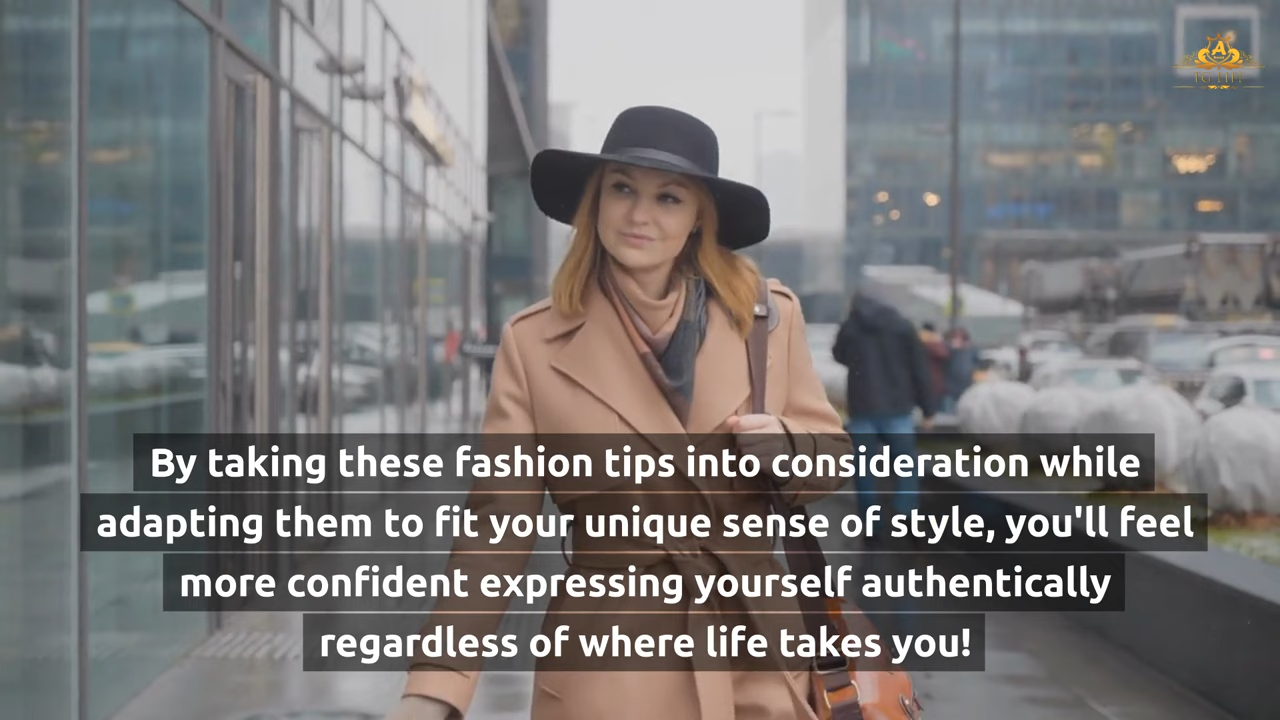 By taking these fashion tips into consideration while
adapting them to fit your unique sense of style, you'll feel
more confident expressing yourself authentically
regardless of where life takes you!